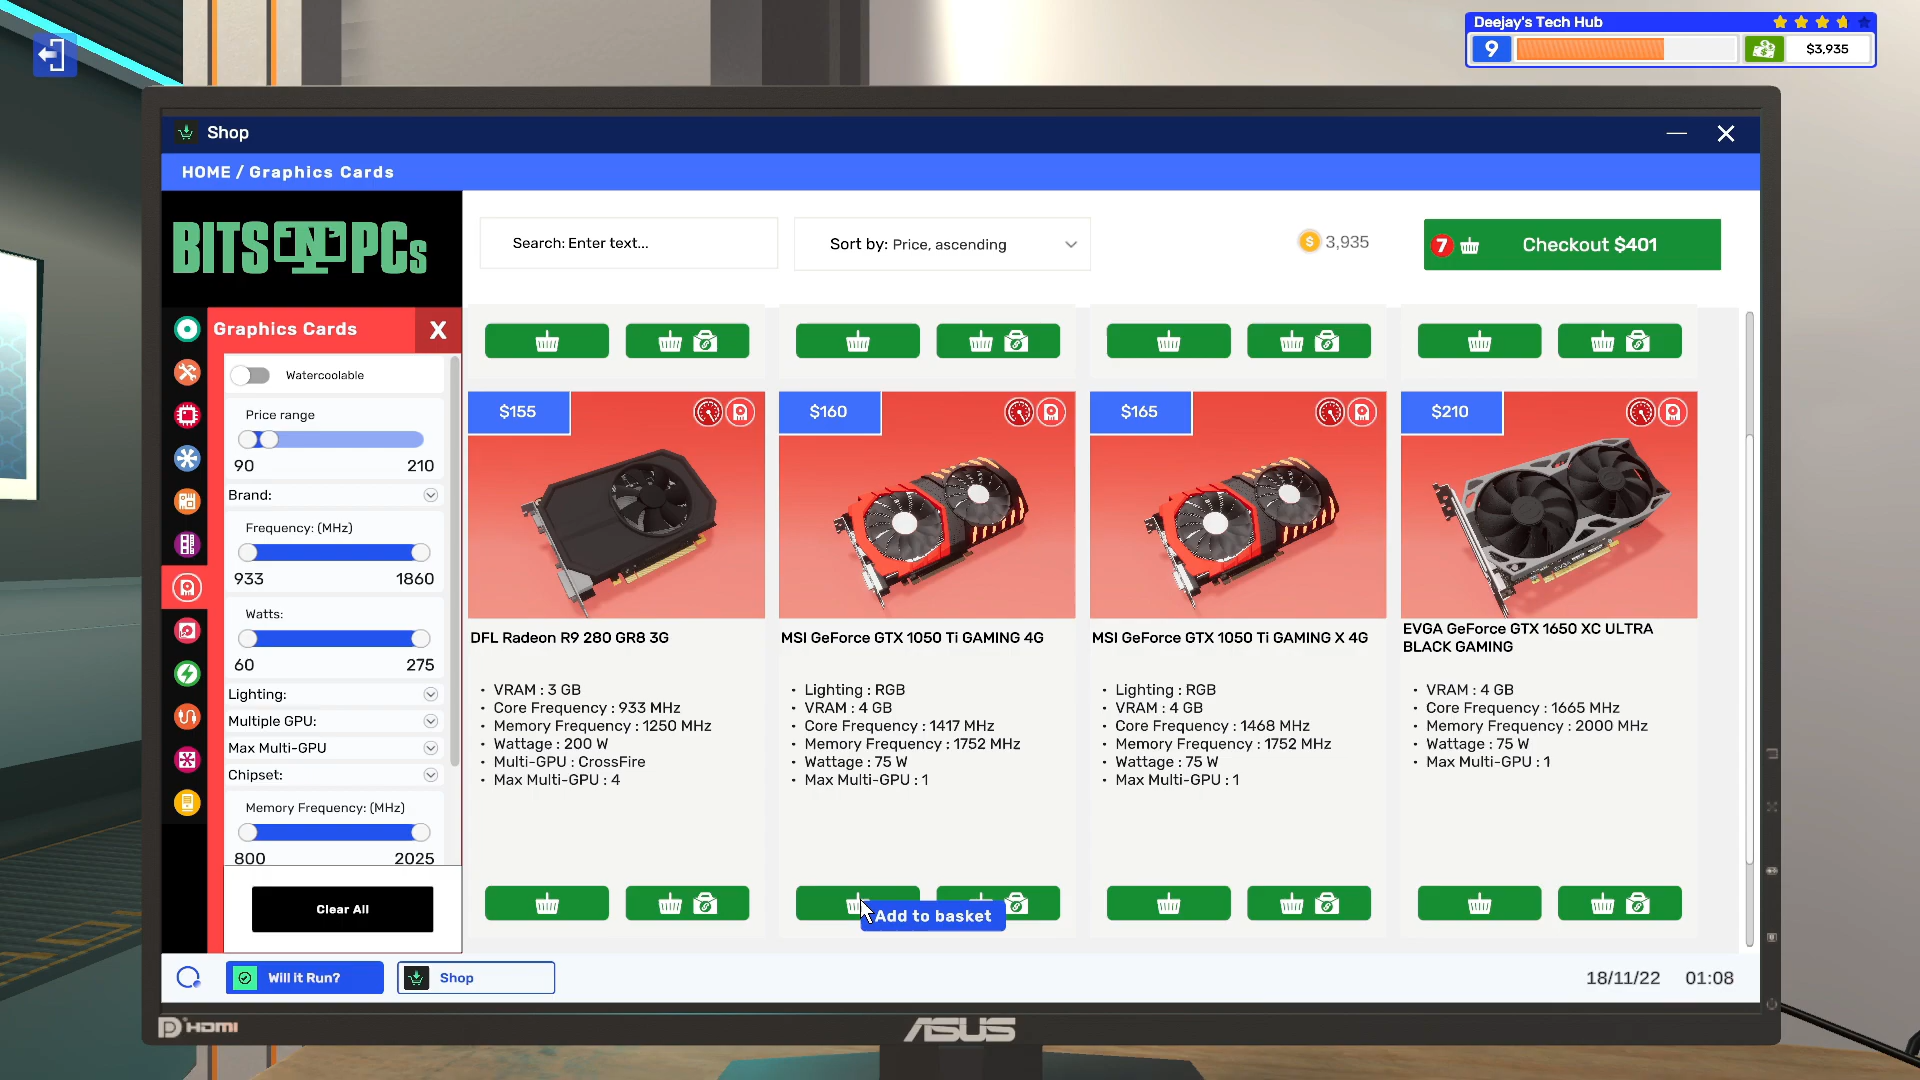 Deejay's Tech Hub
9
$3,935
Shop
HOME / Graphics Cards
BITS N PCs
Search: Enter text...
Sort by: Price, ascending
3,935
7
Checkout $401
Graphics Cards
X
Watercoolable
Price range
90 210
Brand:
Frequency: (MHz)
933 1860
Watts:
60 275
Lighting:
Multiple GPU:
Max Multi-GPU
Chipset:
Memory Frequency: (MHz)
800 2025
Clear All
$155
DFL Radeon R9 280 GR8 3G
• VRAM : 3 GB
• Core Frequency : 933 MHz
• Memory Frequency : 1250 MHz
• Wattage : 200 W
• Multi-GPU : CrossFire
• Max Multi-GPU : 4
$160
MSI GeForce GTX 1050 Ti GAMING 4G
• Lighting : RGB
• VRAM : 4 GB
• Core Frequency : 1417 MHz
• Memory Frequency : 1752 MHz
• Wattage : 75 W
• Max Multi-GPU : 1
$165
MSI GeForce GTX 1050 Ti GAMING X 4G
• Lighting : RGB
• VRAM : 4 GB
• Core Frequency : 1468 MHz
• Memory Frequency : 1752 MHz
• Wattage : 75 W
• Max Multi-GPU : 1
$210
EVGA GeForce GTX 1650 XC ULTRA
BLACK GAMING
• VRAM : 4 GB
• Core Frequency : 1665 MHz
• Memory Frequency : 2000 MHz
• Wattage : 75 W
• Max Multi-GPU : 1
Add to basket
Will it Run?
Shop
18/11/22 01:08
HDMI
ASUS